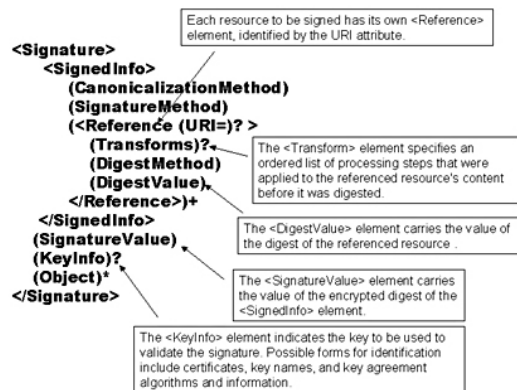 Each resource to be signed has its own <Reference>
element, identified by the URI attribute.
<Signature>
<SignedInfo>
(CanonicalizationMethod)
(SignatureMethod)
(<Reference (URI=)? >
(Transforms)?
(DigestMethod)
(DigestValue)
</Reference>)+
</SignedInfo>
(SignatureValue)
(KeyInfo)?
(Object)*
</Signature>
The <Transform> element specifies an
ordered list of processing steps that were
applied to the referenced resource's content
before it was digested.
The <DigestValue> element carries the value of
the digest of the referenced resource .
The <SignatureValue> element carries
the value of the encrypted digest of the
<SignedInfo> element.
The <KeyInfo> element indicates the key to be used to
validate the signature. Possible forms for identification
include certificates, key names, and key agreement
algorithms and information.